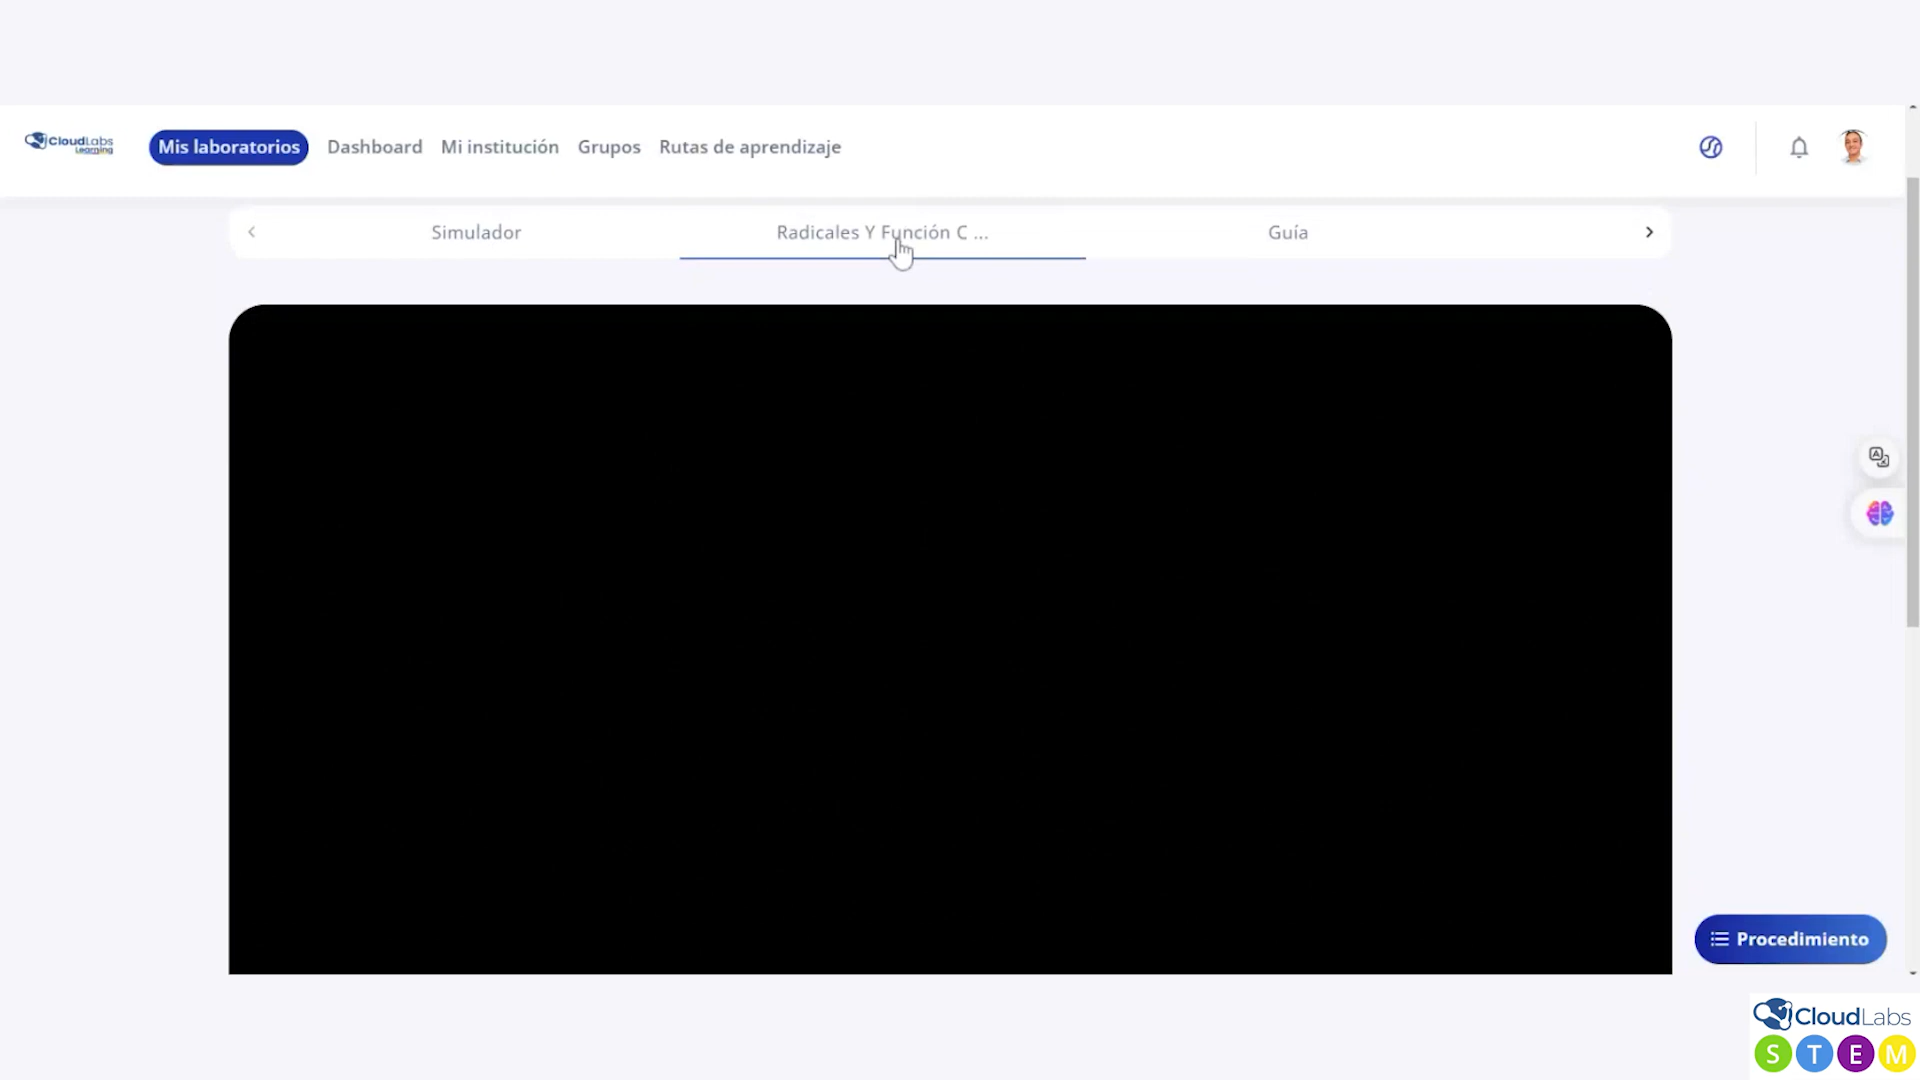 CloudLabs
Learning
Mis laboratorios
Dashboard
Mi institución
Grupos
Rutas de aprendizaje
Simulador
Radicales Y Función C ...
Guía
Procedimiento
CloudLabs
S T E M